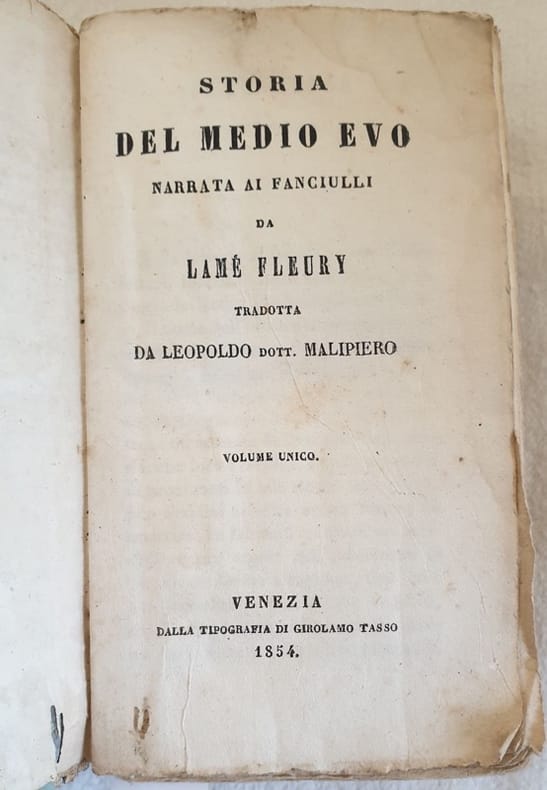 STORIA
DEL MEDIO EVO
NARRATA AI FANCIULLI
DA
LAMÉ FLEURY
TRADOTTA
DA LEOPOLDO DOTT. MALIPIERO
VOLUME UNICO.
VENEZIA
DALLA TIPOGRAFIA DI GIROLAMO TASSO
1854.